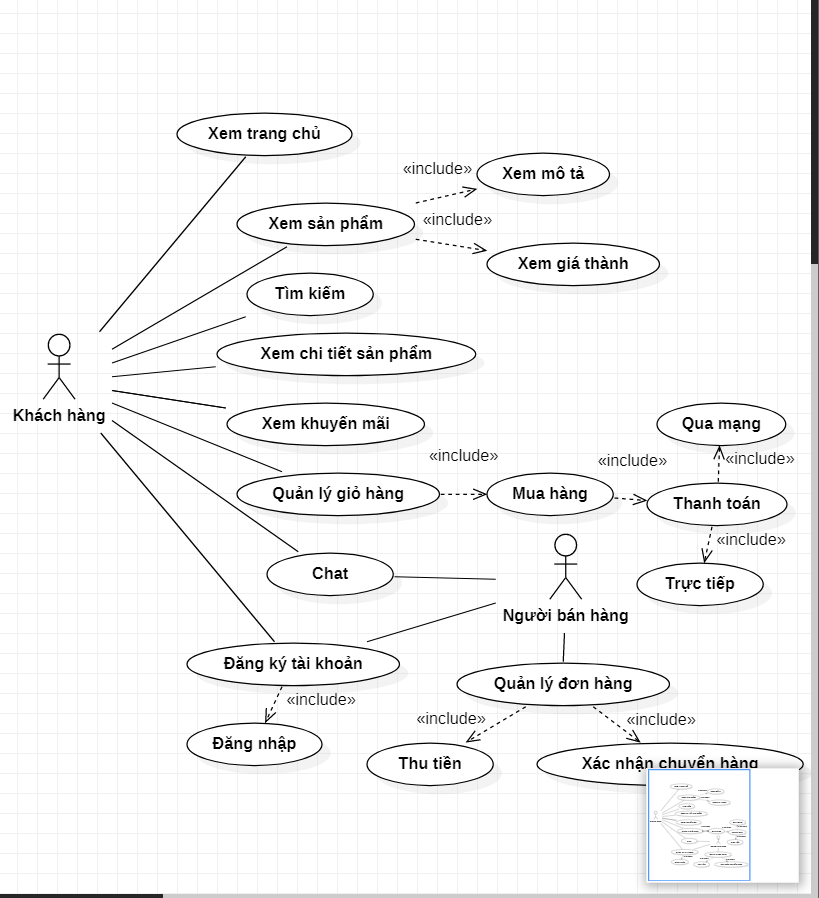 Xem trang chủ
«include»
Xem mô tả
Xem sản phẩm
«include»
Xem giá thành
Tìm kiếm
Xem chi tiết sản phẩm
Khách hàng
Xem khuyến mãi
Qua mạng
«include»
«include»
«include»
Quản lý giỏ hàng
Mua hàng
Thanh toán
«include»
Chat
Trực tiếp
Người bán hàng
Đăng ký tài khoản
Quản lý đơn hàng
«include»
«include»
«include»
Đăng nhập
Thu tiền
Xác nhận chuyển hàng